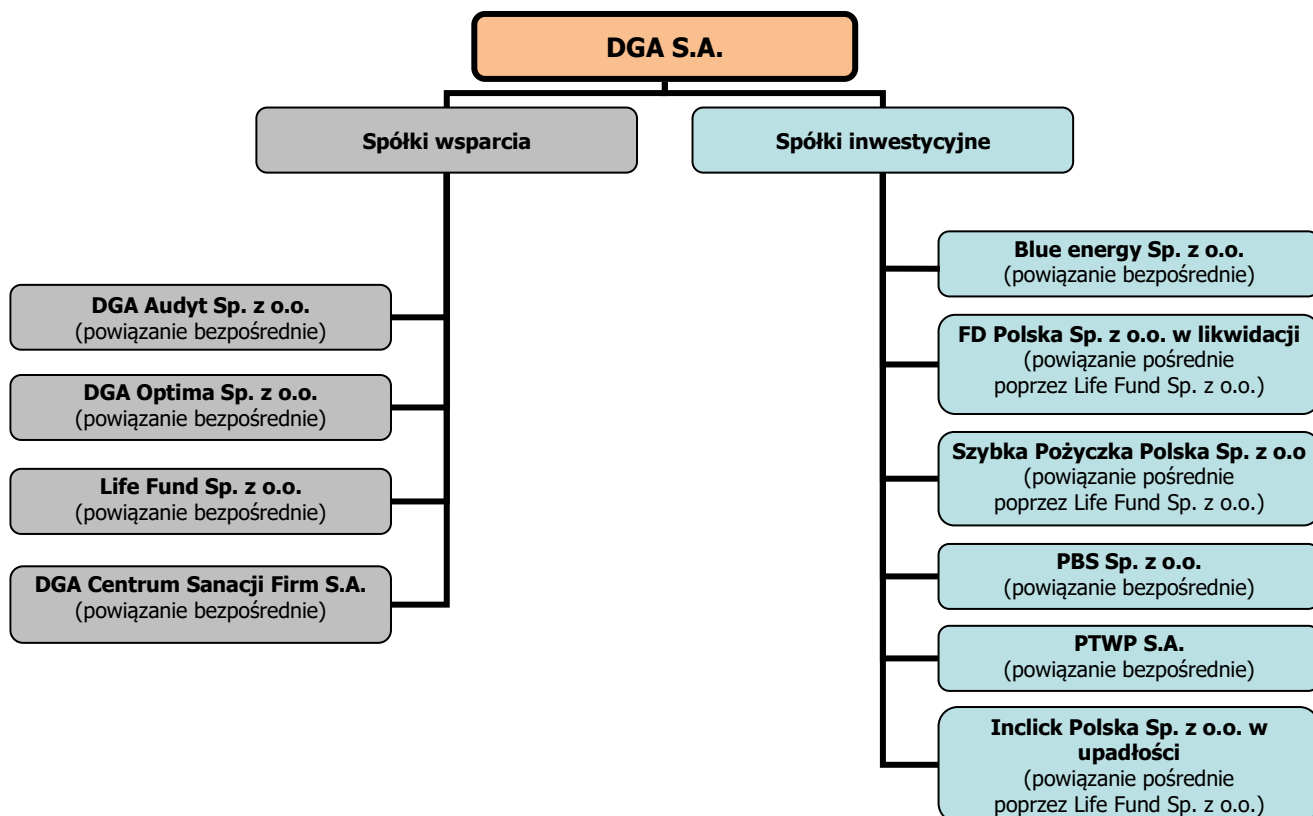 DGA S.A.
Spółki wsparcia
Spółki inwestycyjne
DGA Audyt Sp. z o.o.
(powiązanie bezpośrednie)
DGA Optima Sp. z o.o.
(powiązanie bezpośrednie)
Life Fund Sp. z o.o.
(powiązanie bezpośrednie)
DGA Centrum Sanacji Firm S.A.
(powiązanie bezpośrednie)
Blue energy Sp. z o.o.
(powiązanie bezpośrednie)
FD Polska Sp. z o.o. w likwidacji
(powiązanie pośrednie
poprzez Life Fund Sp. z o.o.)
Szybka Pożyczka Polska Sp. z o.o
(powiązanie pośrednie
poprzez Life Fund Sp. z o.o.)
PBS Sp. z o.o.
(powiązanie bezpośrednie)
PTWP S.A.
(powiązanie bezpośrednie)
Inclick Polska Sp. z o.o. w
upadłości
(powiązanie pośrednie
poprzez Life Fund Sp. z o.o.)